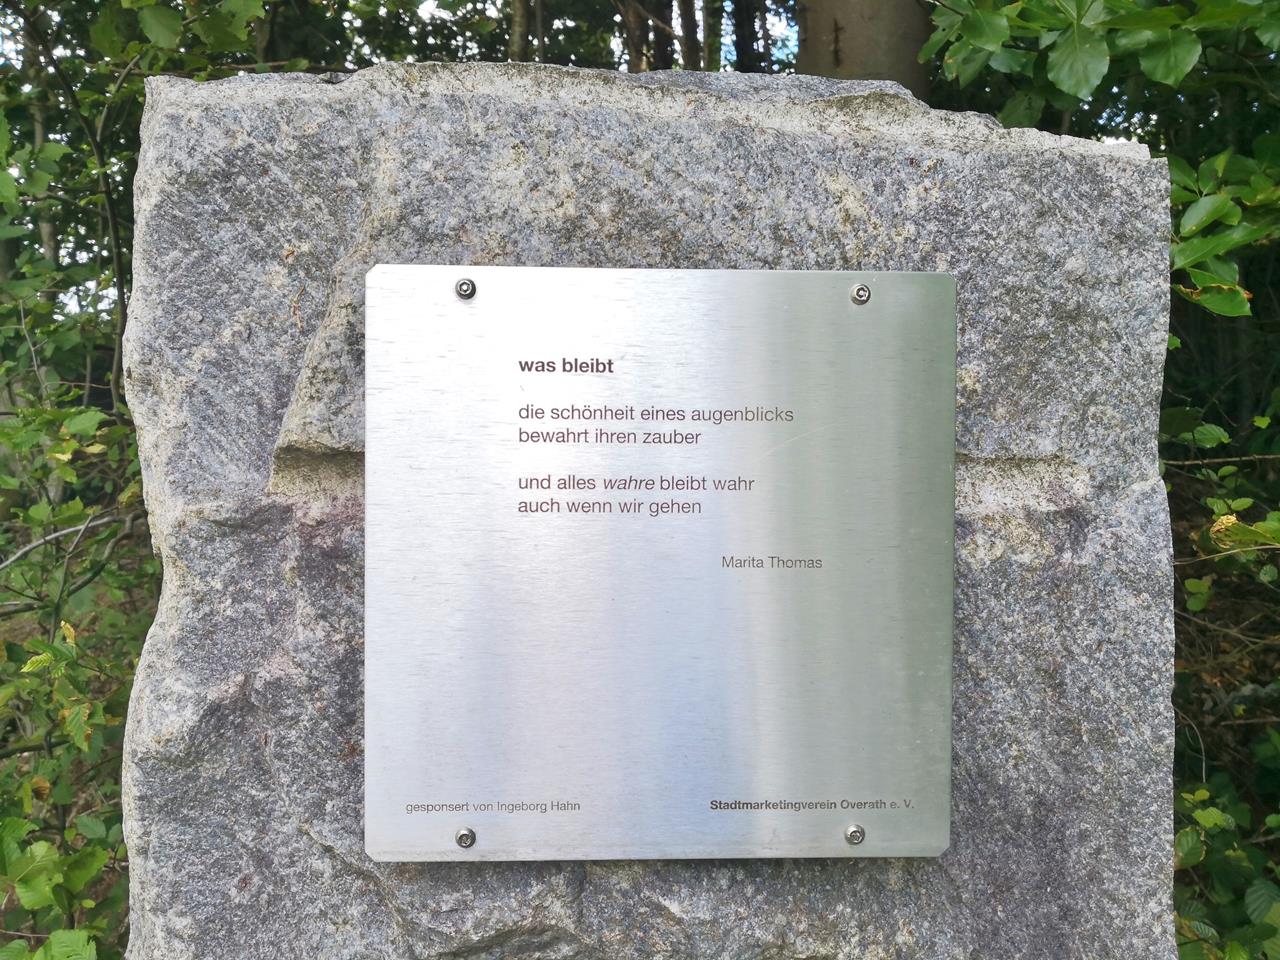 was bleibt
die schönheit eines augenblicks
bewahrt ihren zauber
und alles wahre bleibt wahr
auch wenn wir gehen
Marita Thomas
gesponsert von Ingeborg Hahn
Stadtmarketingverein Overath e. V.